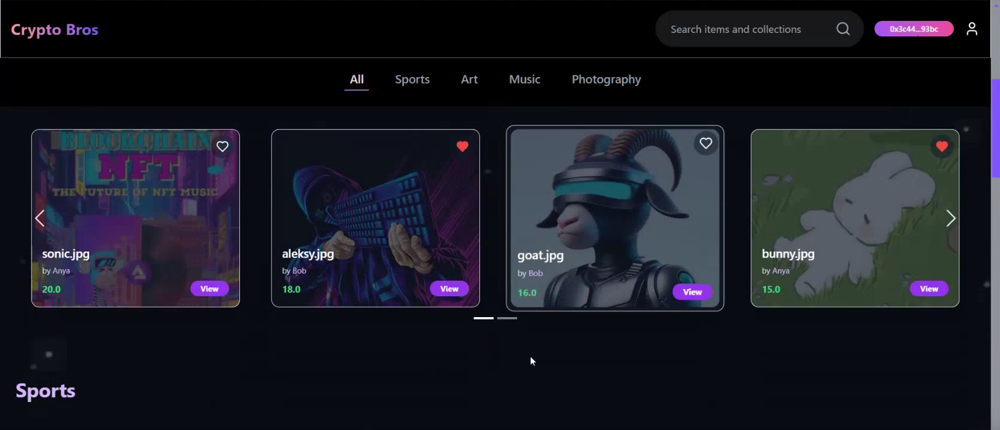 Crypto Bros
Search items and collections
0x3c44...93bc
All
Sports
Art
Music
Photography
BLOCKCHAIN
NFT
THE FUTURE OF NFT MUSIC
sonic.jpg
by Anya
20.0
View
aleksy.jpg
by Bob
18.0
View
goat.jpg
by Bob
16.0
View
bunny.jpg
by Anya
15.0
View
Sports